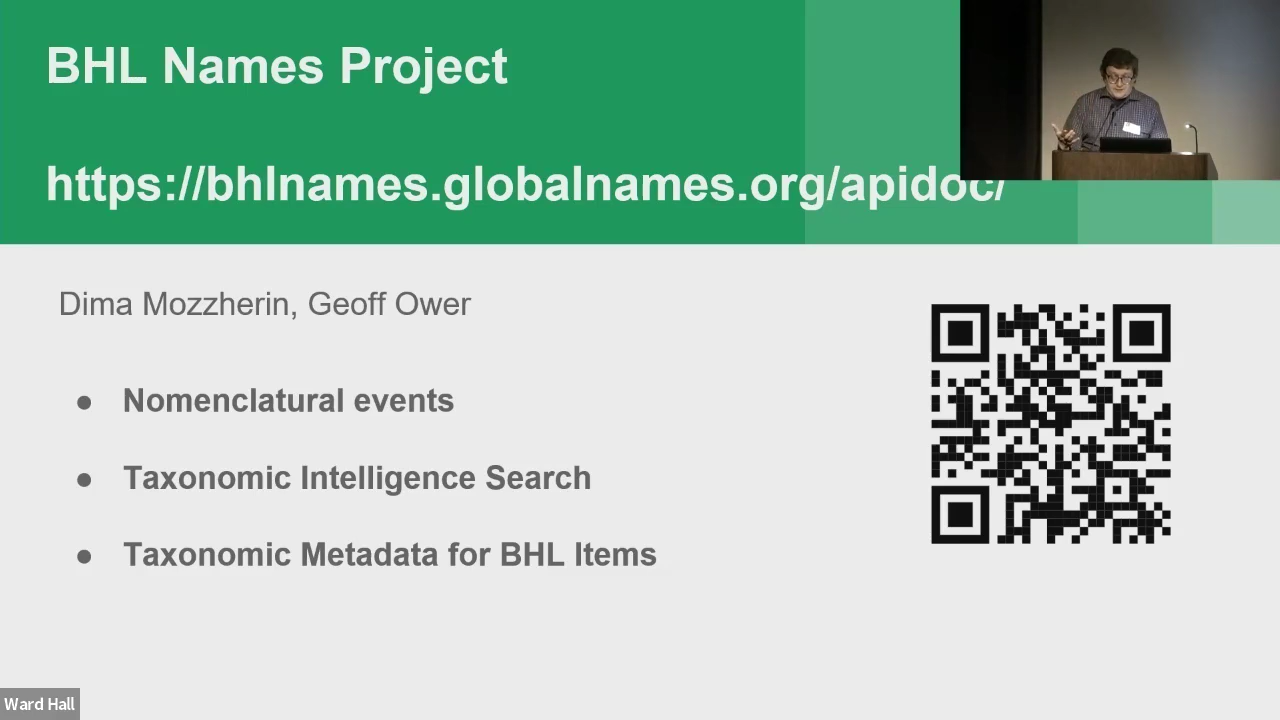 BHL Names Project
https://bhlnames.globalnames.org/apidoc/
Dima Mozzherin, Geoff Ower
● Nomenclatural events
● Taxonomic Intelligence Search
● Taxonomic Metadata for BHL Items
Ward Hall